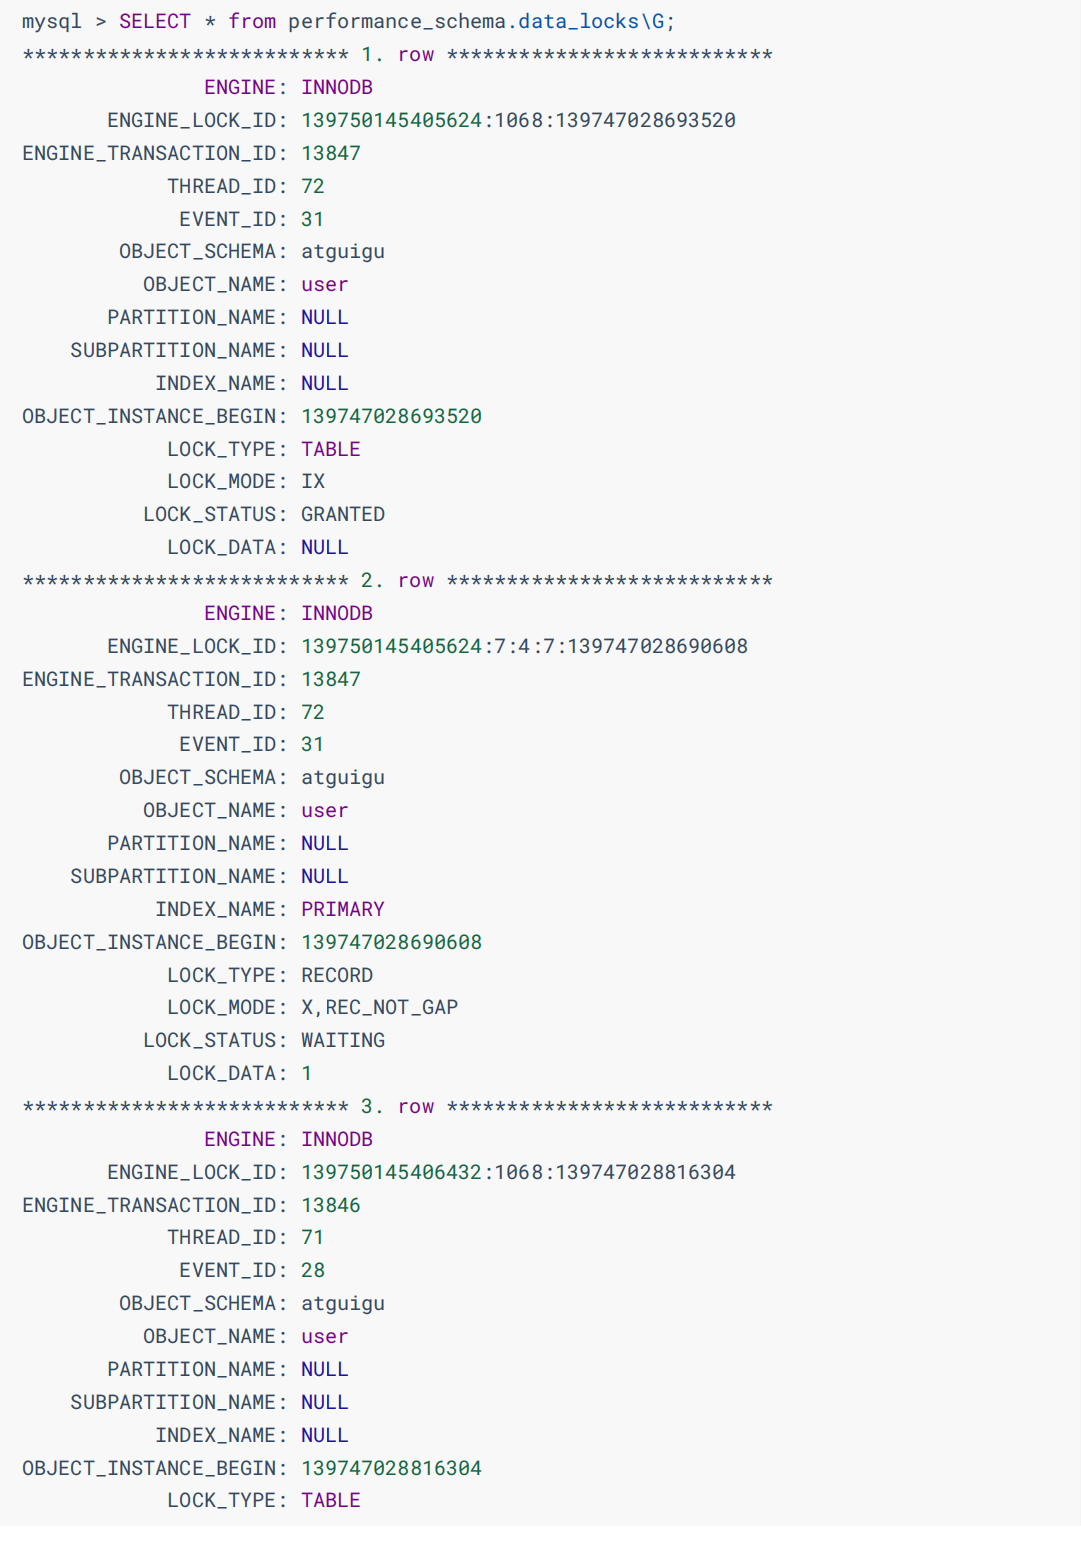 mysql > SELECT * from performance_schema.data_locks\G;
*************************** 1. row ***************************
ENGINE: INNODB
ENGINE_LOCK_ID: 139750145405624:1068:139747028693520
ENGINE_TRANSACTION_ID: 13847
THREAD_ID: 72
EVENT_ID: 31
OBJECT_SCHEMA: atguigu
OBJECT_NAME: user
PARTITION_NAME: NULL
SUBPARTITION_NAME: NULL
INDEX_NAME: NULL
OBJECT_INSTANCE_BEGIN: 139747028693520
LOCK_TYPE: TABLE
LOCK_MODE: IX
LOCK_STATUS: GRANTED
LOCK_DATA: NULL
*************************** 2. row ***************************
ENGINE: INNODB
ENGINE_LOCK_ID: 139750145405624:7:4:7:139747028690608
ENGINE_TRANSACTION_ID: 13847
THREAD_ID: 72
EVENT_ID: 31
OBJECT_SCHEMA: atguigu
OBJECT_NAME: user
PARTITION_NAME: NULL
SUBPARTITION_NAME: NULL
INDEX_NAME: PRIMARY
OBJECT_INSTANCE_BEGIN: 139747028690608
LOCK_TYPE: RECORD
LOCK_MODE: X,REC_NOT_GAP
LOCK_STATUS: WAITING
LOCK_DATA: 1
*************************** 3. row ***************************
ENGINE: INNODB
ENGINE_LOCK_ID: 139750145406432:1068:139747028816304
ENGINE_TRANSACTION_ID: 13846
THREAD_ID: 71
EVENT_ID: 28
OBJECT_SCHEMA: atguigu
OBJECT_NAME: user
PARTITION_NAME: NULL
SUBPARTITION_NAME: NULL
INDEX_NAME: NULL
OBJECT_INSTANCE_BEGIN: 139747028816304
LOCK_TYPE: TABLE